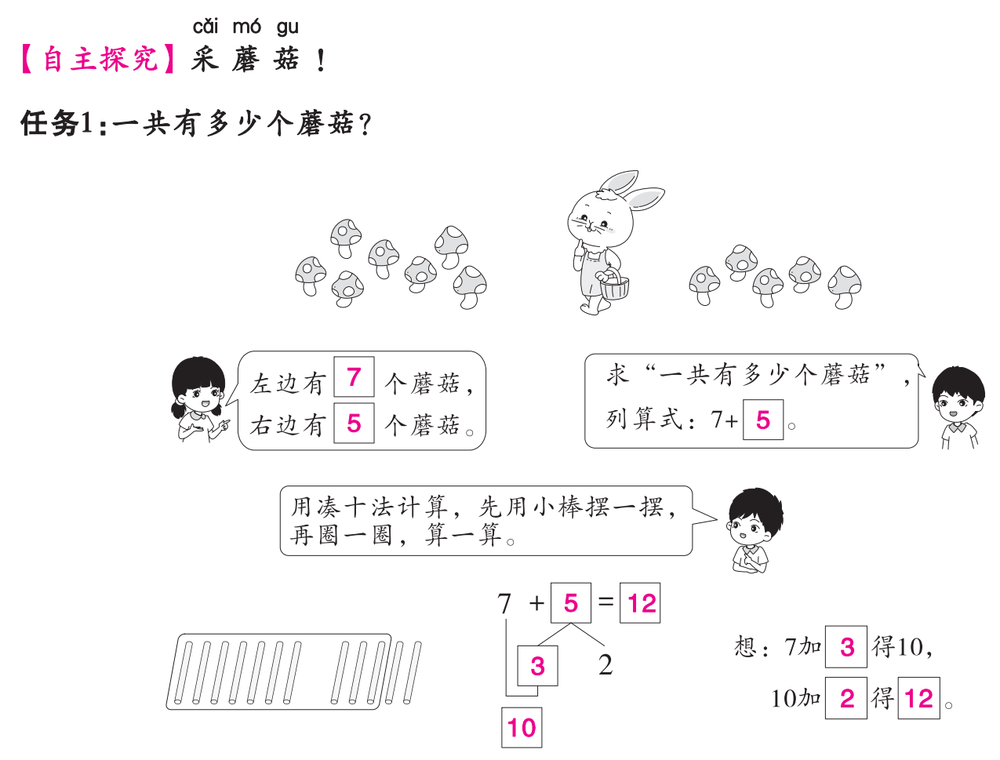 cǎi mó gu
【自主探究】采蘑菇!
任务1:一共有多少个蘑菇?
左边有 7 个蘑菇,
右边有 5 个蘑菇。
求“一共有多少个蘑菇”,
列算式:7+ 5 。
用凑十法计算,先用小棒摆一摆,
再圈一圈,算一算。
7 + 5 = 12
3 2
10
想:7加 3 得10,
10加 2 得 12 。